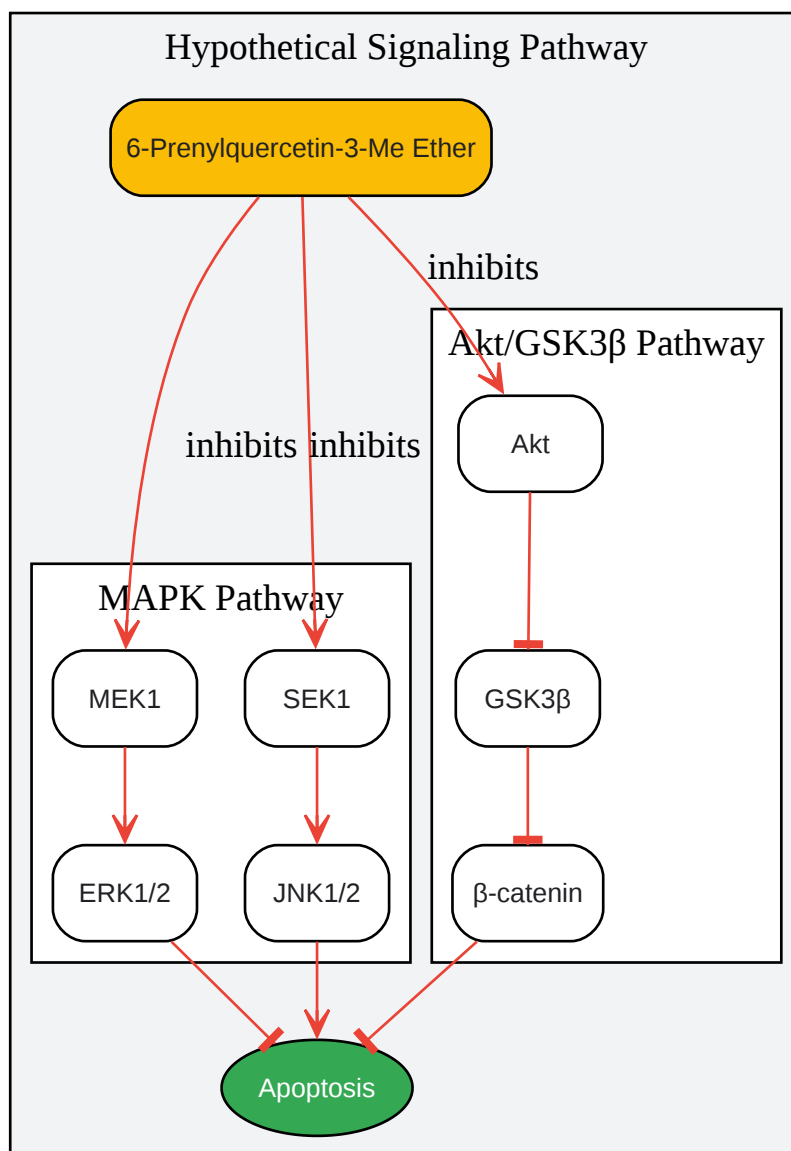 Hypothetical Signaling Pathway
6-Prenylquercetin-3-Me Ether
inhibits
Akt/GSK3β Pathway
inhibits
inhibits
Akt
MAPK Pathway
MEK1
SEK1
GSK3β
ERK1/2
JNK1/2
β-catenin
Apoptosis